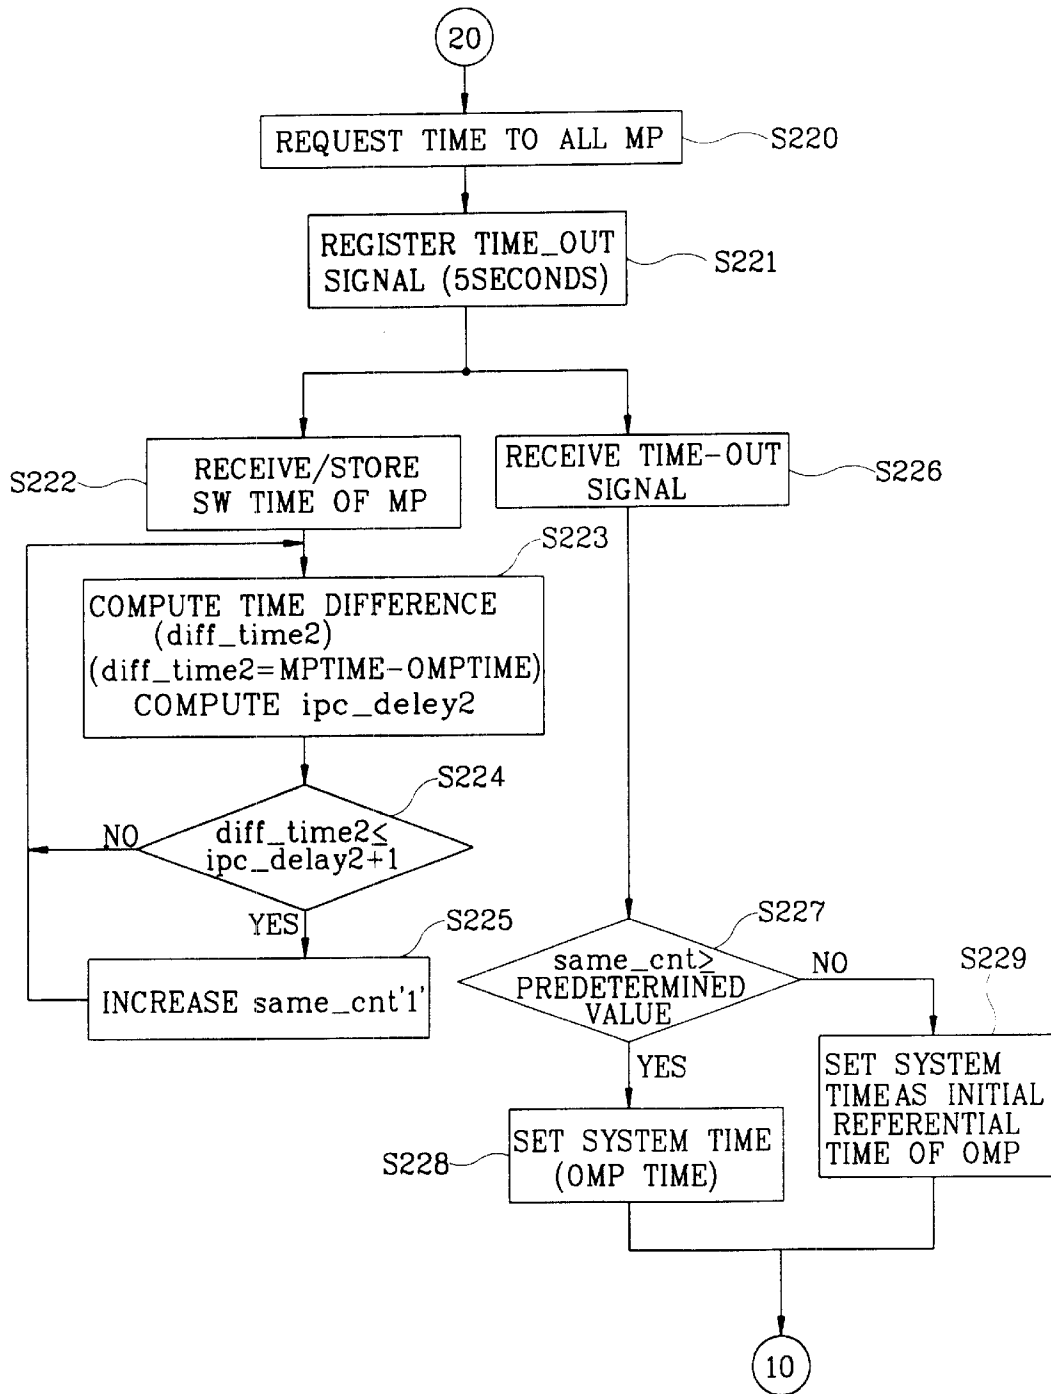 20
REQUEST TIME TO ALL MP
S220
REGISTER TIME_OUT
SIGNAL (5SECONDS)
S221
S222
RECEIVE/STORE
SW TIME OF MP
RECEIVE TIME-OUT
SIGNAL
S226
S223
COMPUTE TIME DIFFERENCE
(diff_time2)
(diff_time2=MPTIME-OMPTIME)
COMPUTE ipc_deley2
S224
NO
diff_time2≤
ipc_delay2+1
YES
S225
INCREASE same_cnt'1'
S227
same_cnt≥
PREDETERMINED
VALUE
NO
S229
YES
SET SYSTEM
TIME AS INITIAL
REFERENTIAL
TIME OF OMP
S228
SET SYSTEM TIME
(OMP TIME)
10